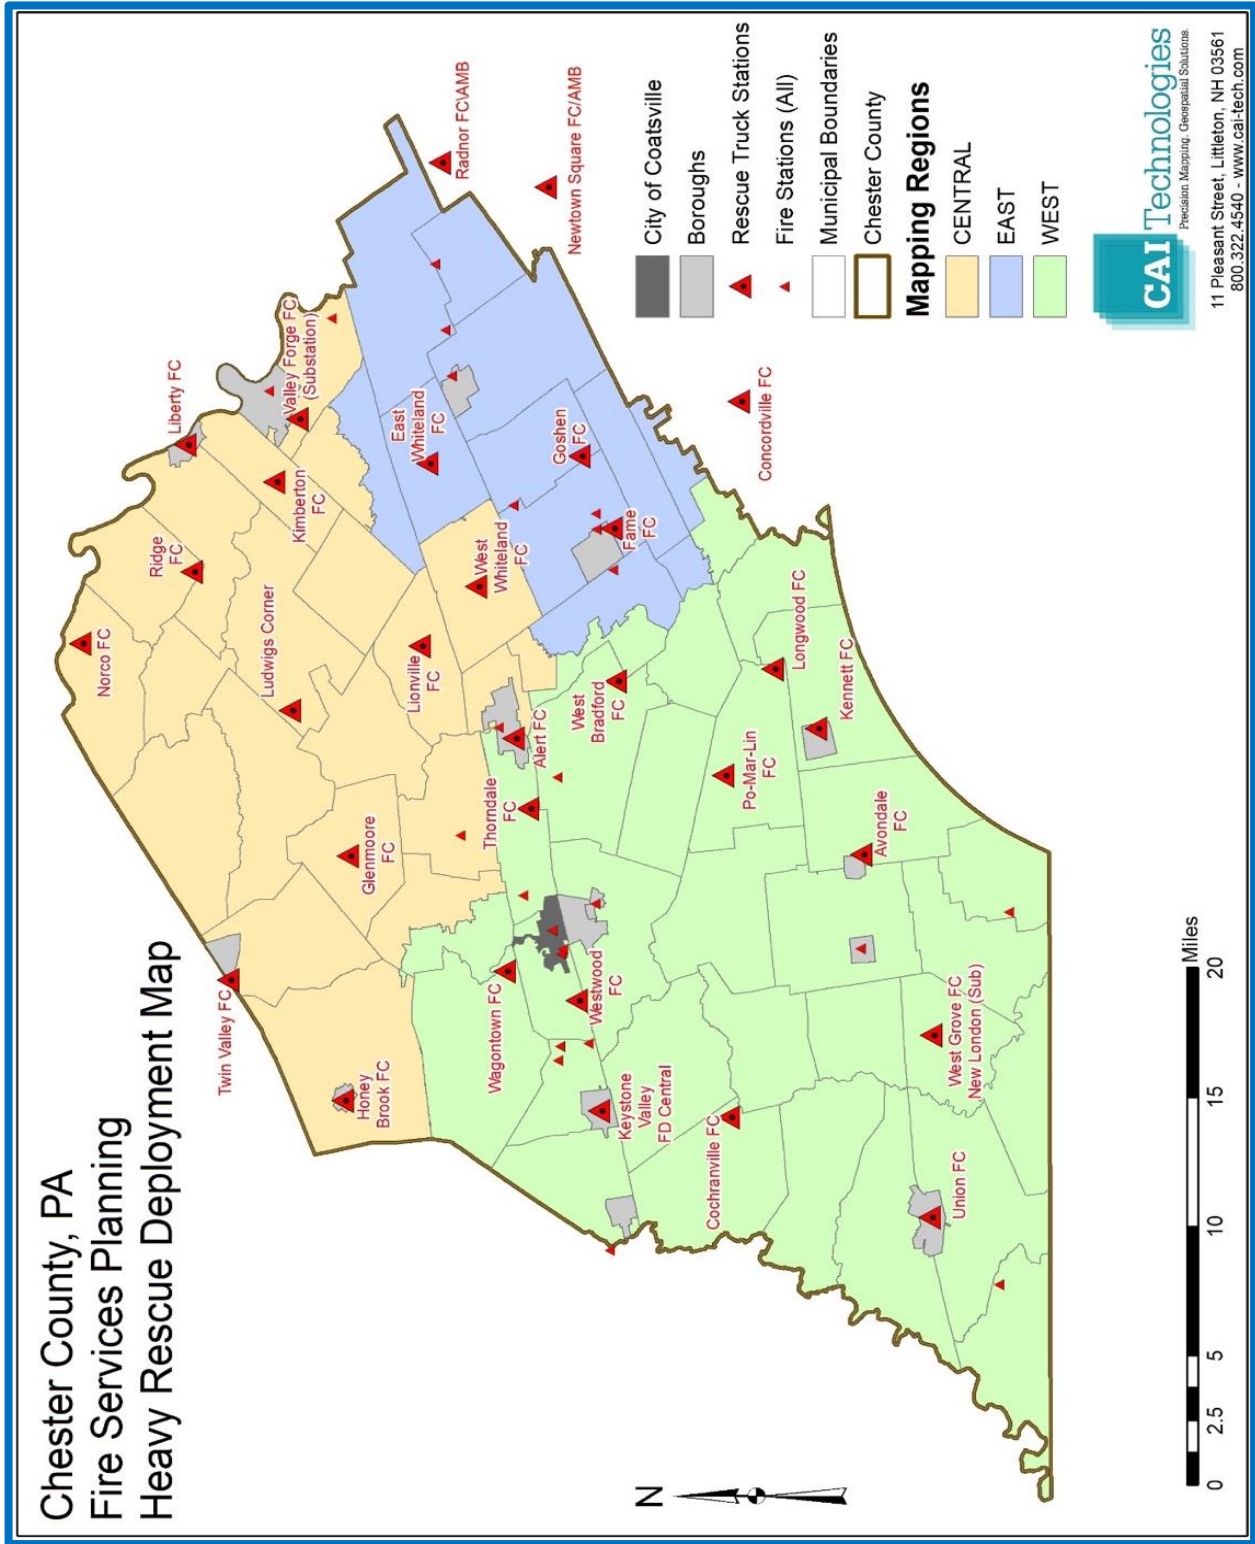 Chester County, PA
Fire Services Planning
Heavy Rescue Deployment Map
Norco FC
Ridge
FC
Liberty FC
Valley Forge FC
(Substation)
Kimberton
FC
Ludwigs Corner
Radnor FC\AMB
Newtown Square FC/AMB
East
Whiteland
FC
Lionville
FC
West
Whiteland
FC
Goshen
FC
Fame
FC
Twin Valley FC
Glenmoore
FC
Honey
Brook FC
Thorndale
FC
Alert FC
West
Bradford
FC
Wagontown FC
Westwood
FC
Keystone
Valley
FD Central
Cochranville FC
Po-Mar-Lin
FC
Longwood FC
Kennett FC
Concordville FC
Avondale
FC
West Grove FC
New London (Sub)
Union FC
N
0 2.5 5 10 15 20
Miles
City of Coatsville
Boroughs
Rescue Truck Stations
Fire Stations (All)
Municipal Boundaries
Chester County
Mapping Regions
CENTRAL
EAST
WEST
CAI Technologies
Precision Mapping. Geospatial Solutions.
11 Pleasant Street, Littleton, NH 03561
800.322.4540 - www.cai-tech.com